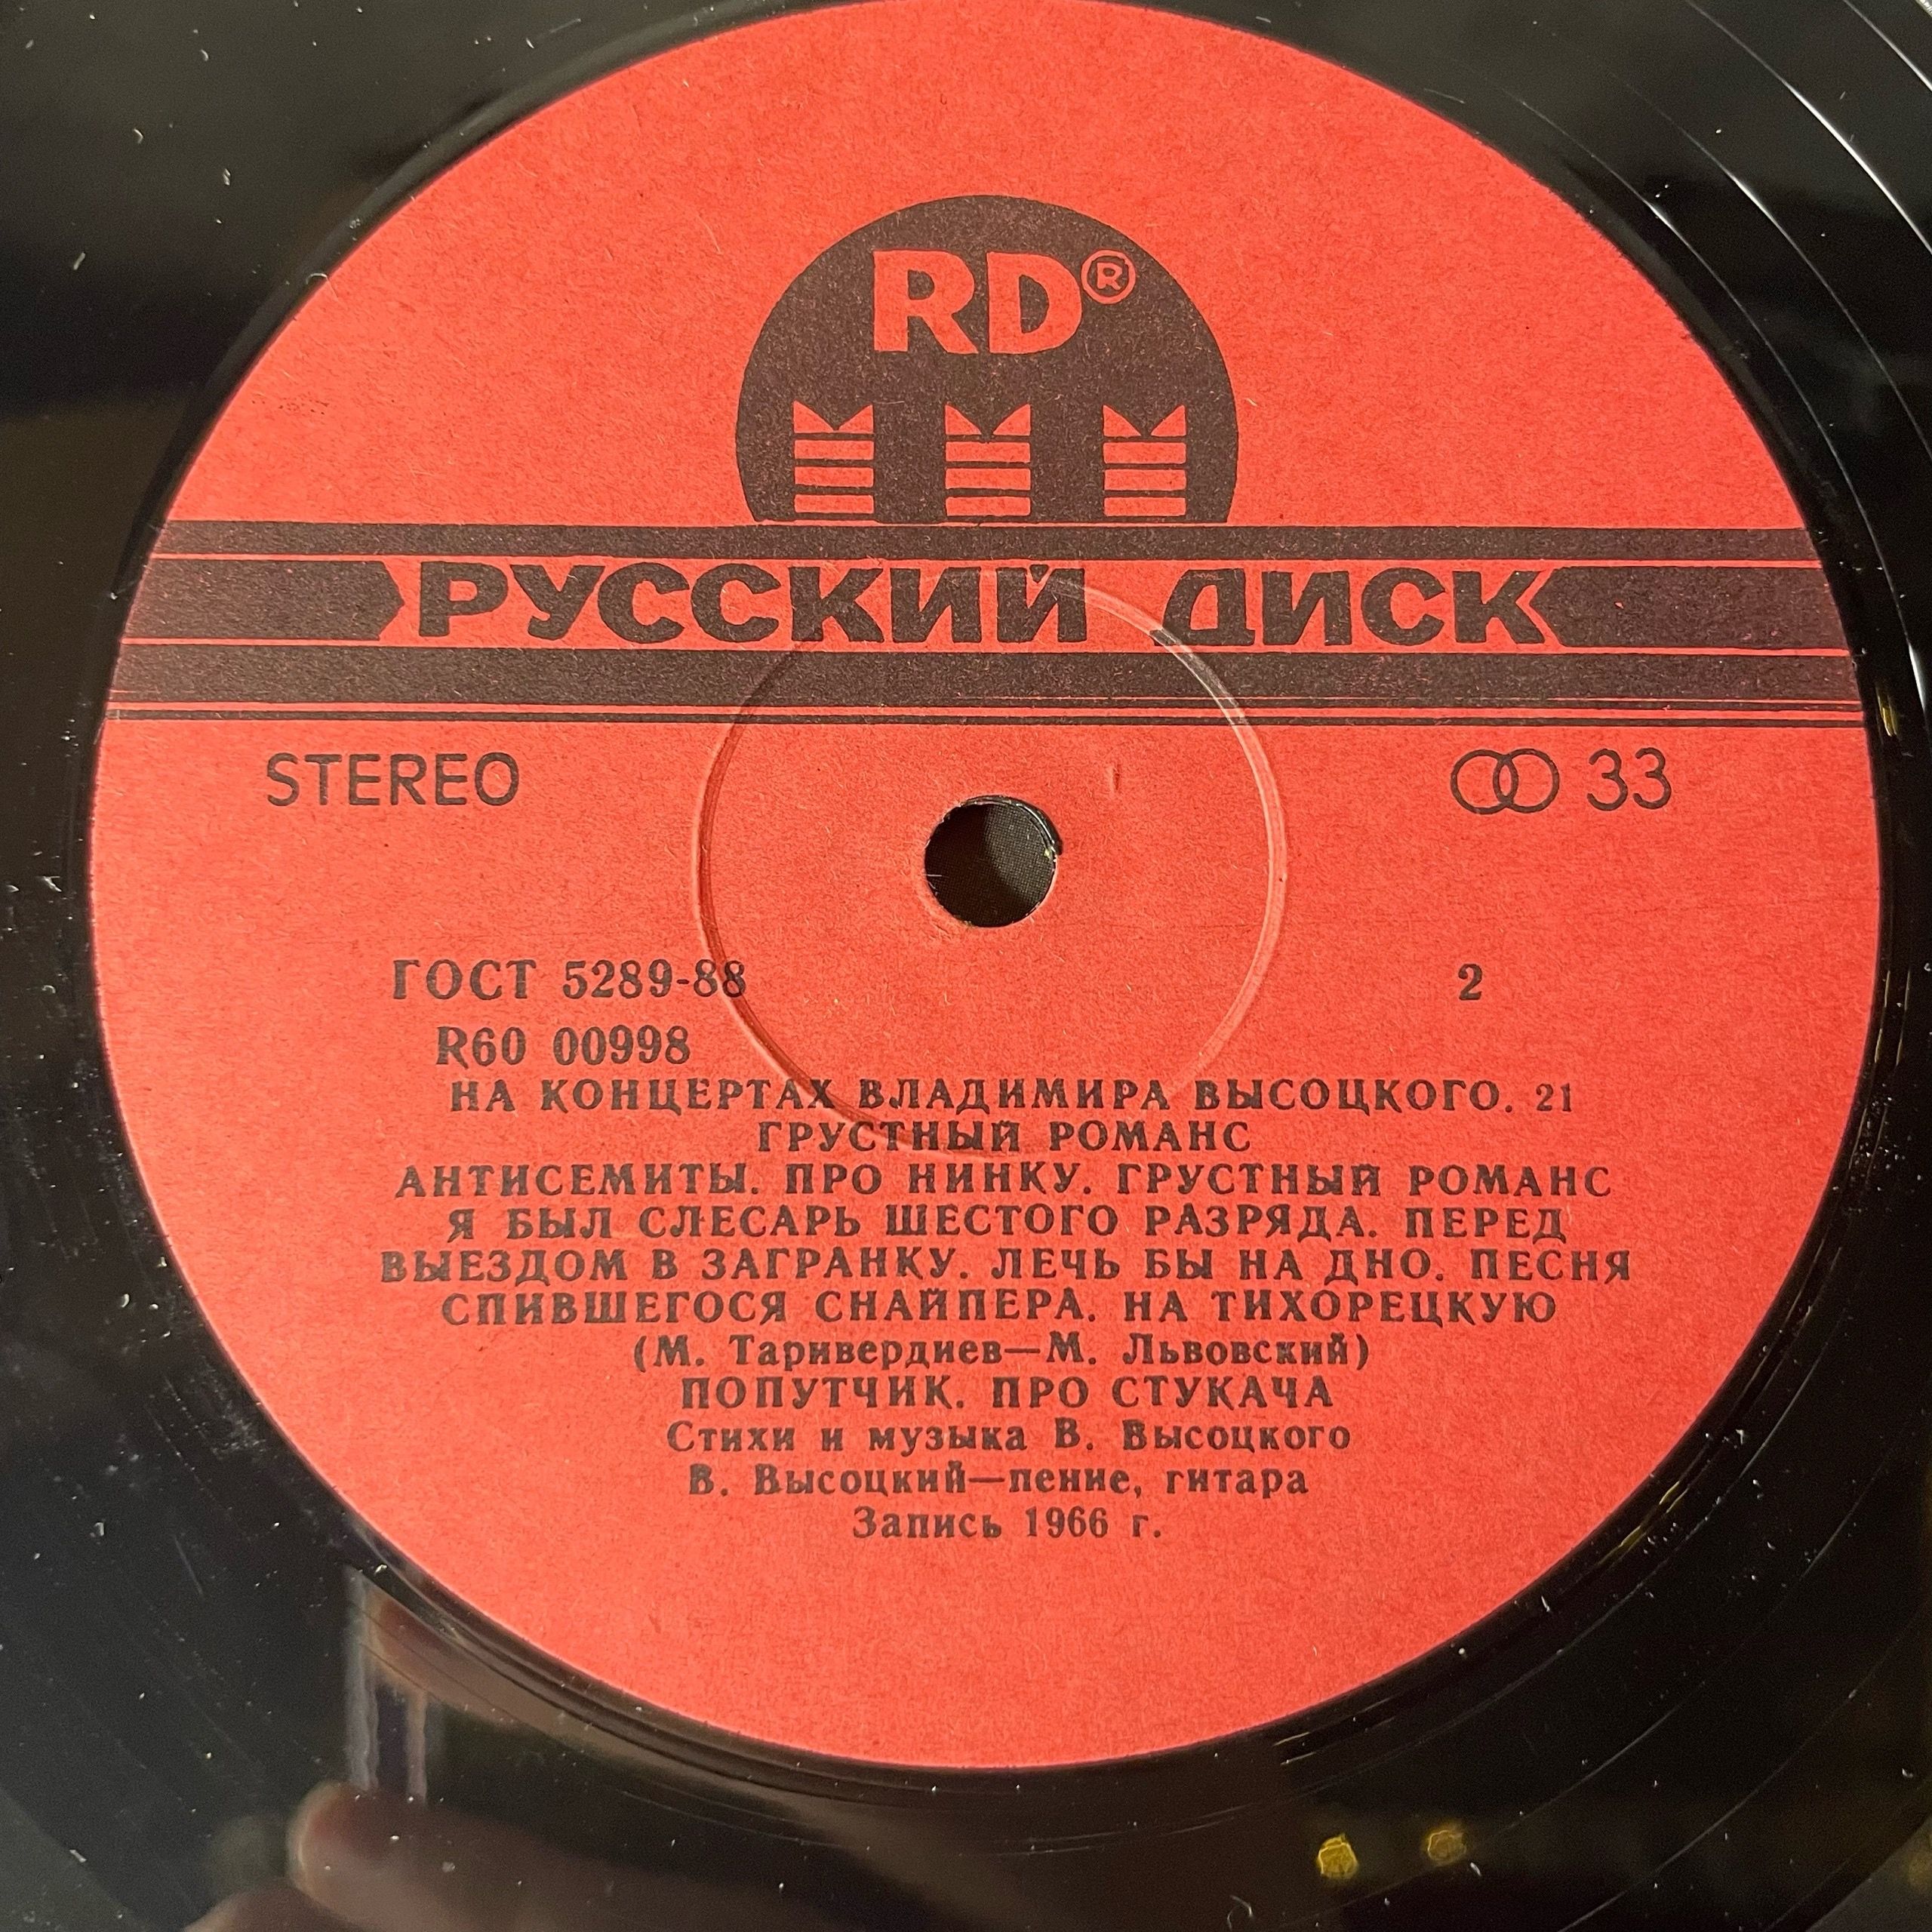 RD®
РУССКИЙ ДИСК
STEREO 33
ГОСТ 5289-88 2
R60 00998
НА КОНЦЕРТАХ ВЛАДИМИРА ВЫСОЦКОГО. 21
ГРУСТНЫЙ РОМАНС
АНТИСЕМИТЫ. ПРО НИНКУ. ГРУСТНЫЙ РОМАНС
Я БЫЛ СЛЕСАРЬ ШЕСТОГО РАЗРЯДА. ПЕРЕД
ВЫЕЗДОМ В ЗАГРАНКУ. ЛЕЧЬ БЫ НА ДНО. ПЕСНЯ
СПИВШЕГОСЯ СНАЙПЕРА. НА ТИХОРЕЦКУЮ
(М. Таривердиев—М. Львовский)
ПОПУТЧИК. ПРО СТУКАЧА
Стихи и музыка В. Высоцкого
В. Высоцкий—пение, гитара
Запись 1966 г.